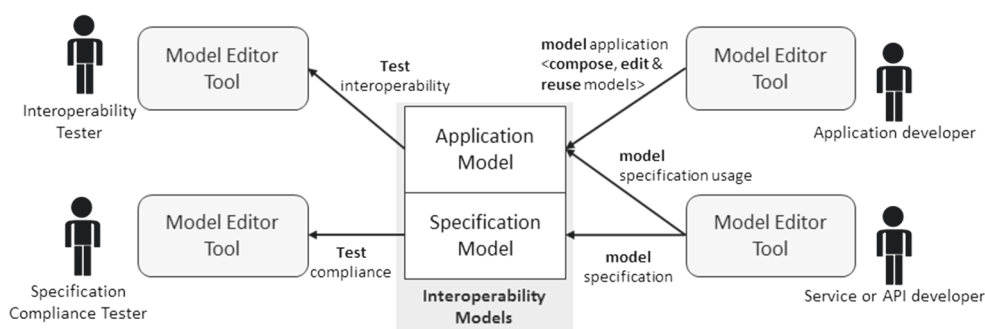 Model Editor
Tool
Interoperability
Tester
Test
interoperability
model application
<compose, edit &
reuse models>
Model Editor
Tool
Application developer
Application
Model
Specification
Model
Interoperability
Models
model
specification usage
Model Editor
Tool
Specification
Compliance Tester
Test
compliance
model
specification
Model Editor
Tool
Service or API developer